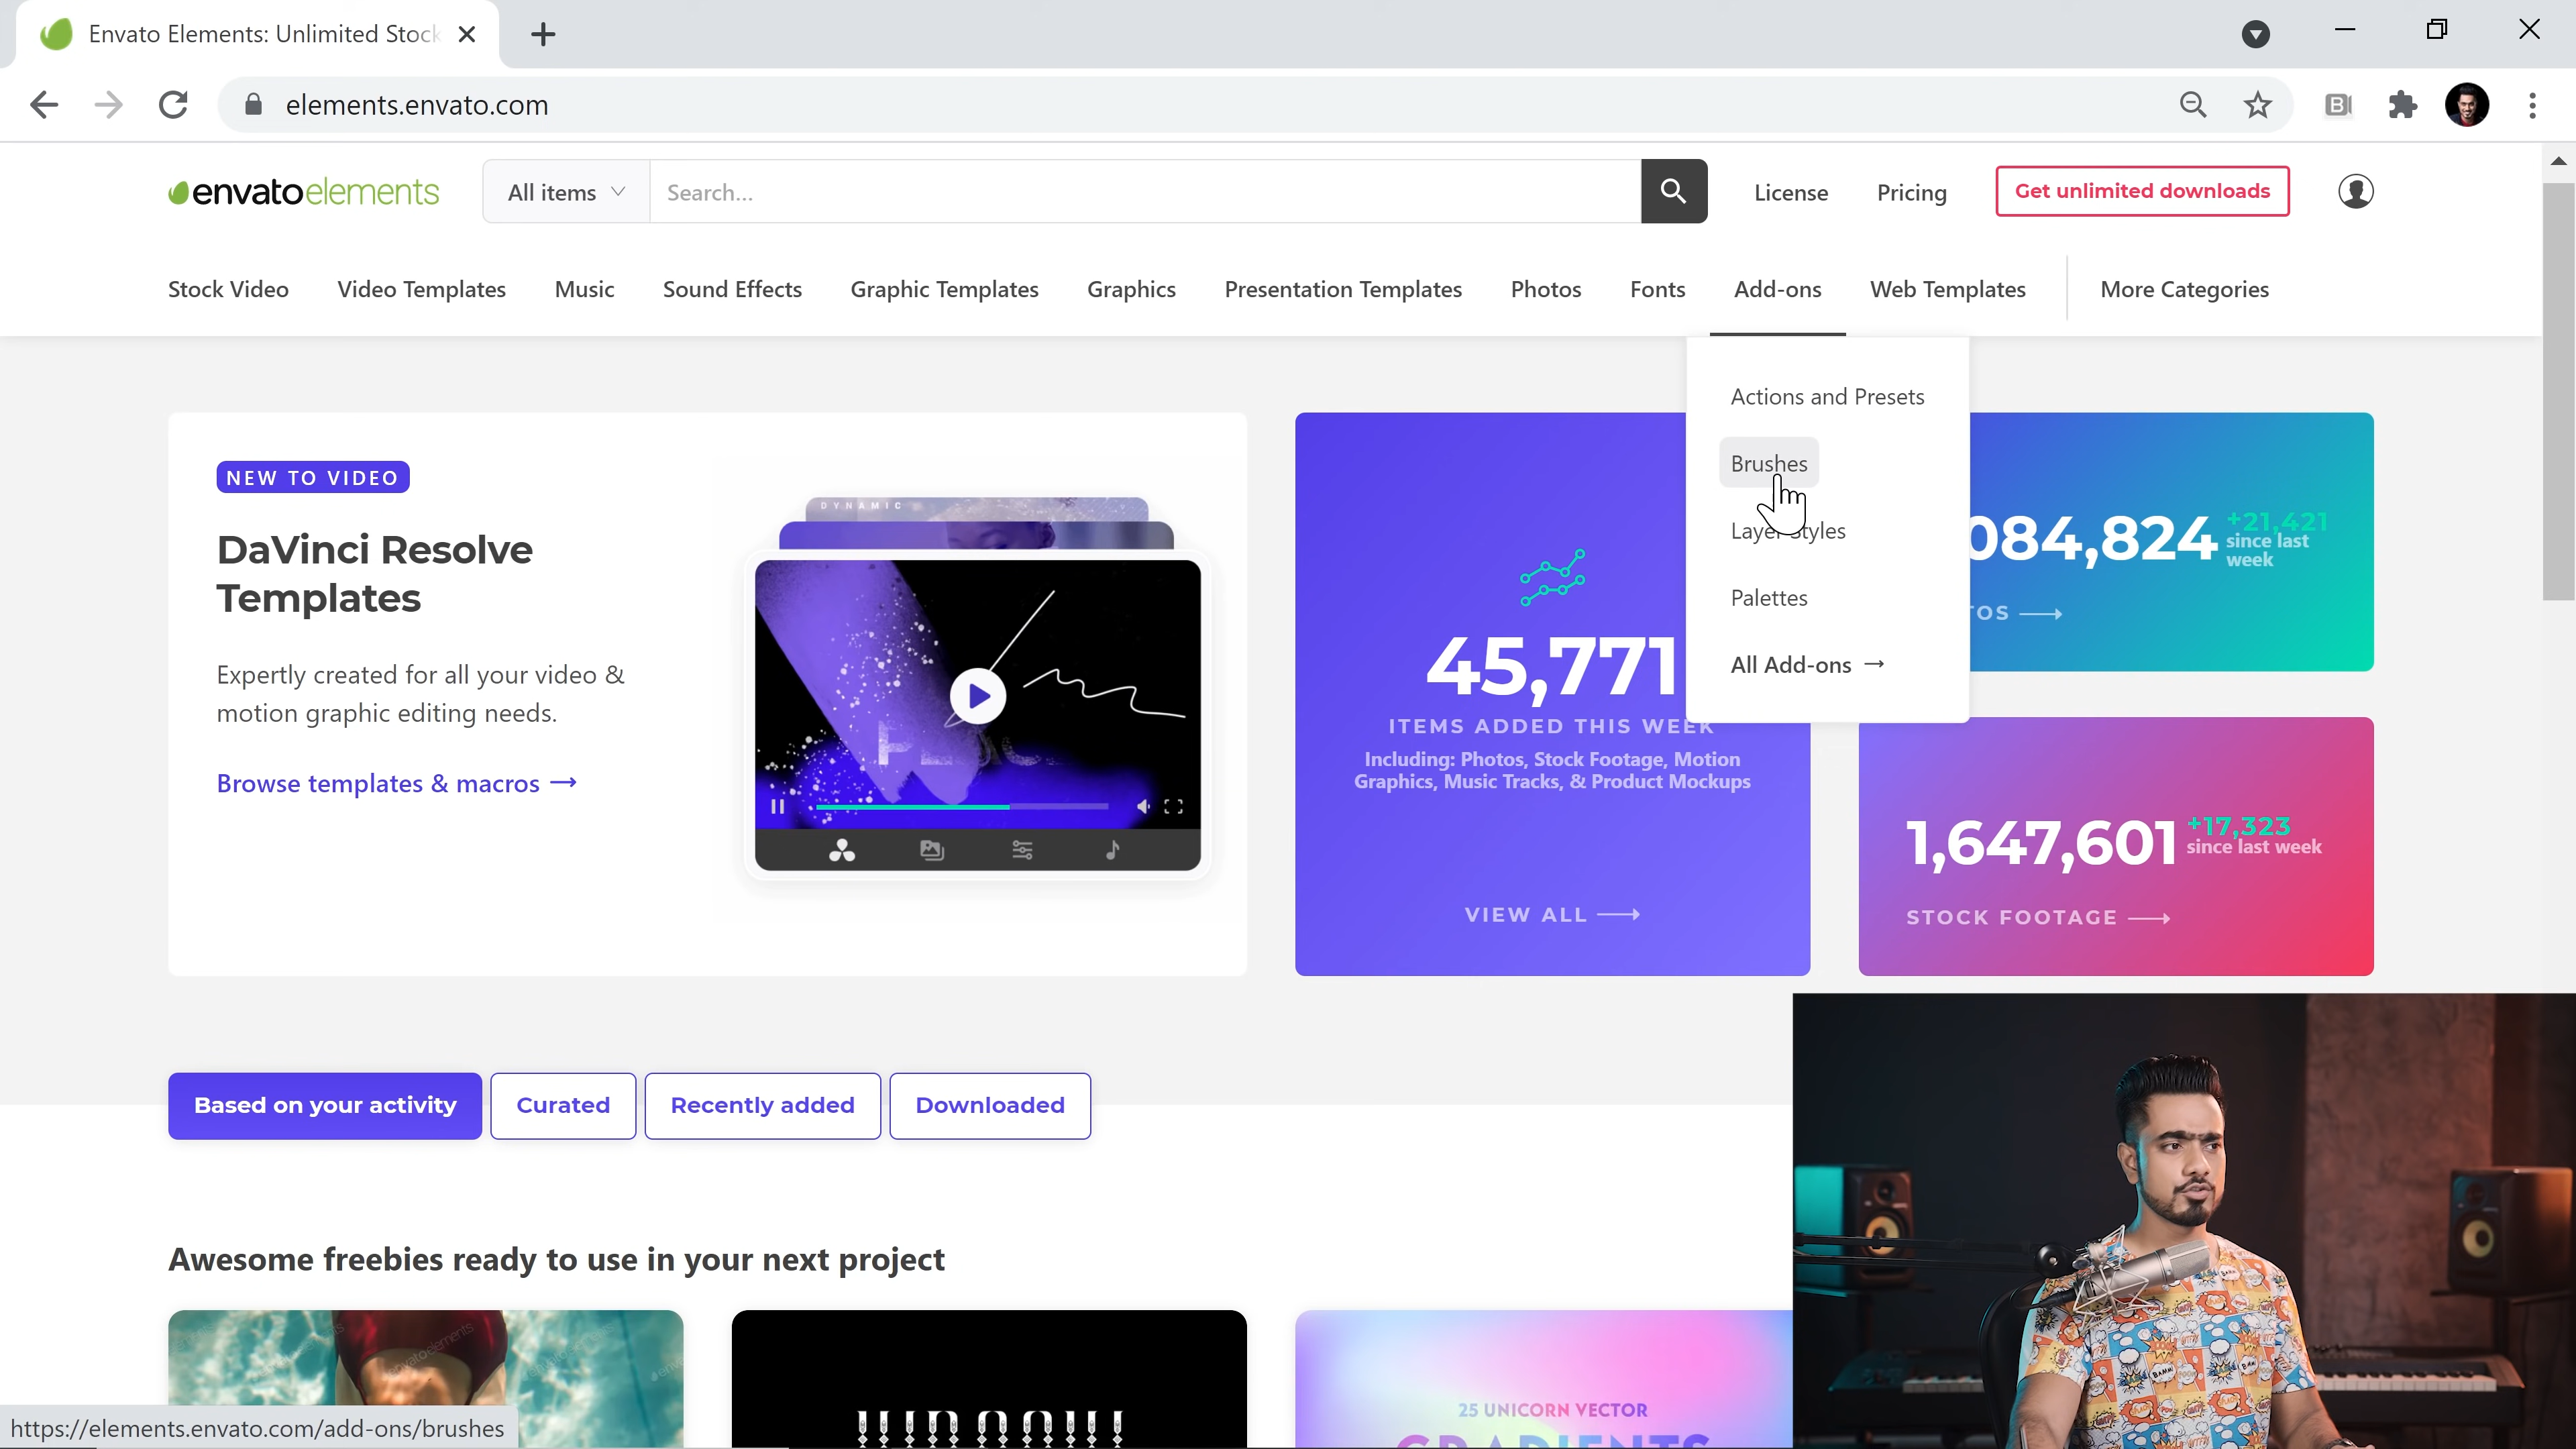 Envato Elements: Unlimited Stock
elements.envato.com
envatoelements
All items
Search...
License
Pricing
Get unlimited downloads
Stock Video
Video Templates
Music
Sound Effects
Graphic Templates
Graphics
Presentation Templates
Photos
Fonts
Add-ons
Web Templates
More Categories
Actions and Presets
Brushes
Layer Styles
Palettes
All Add-ons →
NEW TO VIDEO
DaVinci Resolve
Templates
Expertly created for all your video &
motion graphic editing needs.
Browse templates & macros →
DYNAMIC
45,771
ITEMS ADDED THIS WEEK
Including: Photos, Stock Footage, Motion
Graphics, Music Tracks, & Product Mockups
VIEW ALL →
084,824
+21,421
since last
week
TOS →
1,647,601
+17,323
since last week
STOCK FOOTAGE →
Based on your activity
Curated
Recently added
Downloaded
Awesome freebies ready to use in your next project
envatoelements
25 UNICORN VECTOR
GRADIENTS
https://elements.envato.com/add-ons/brushes